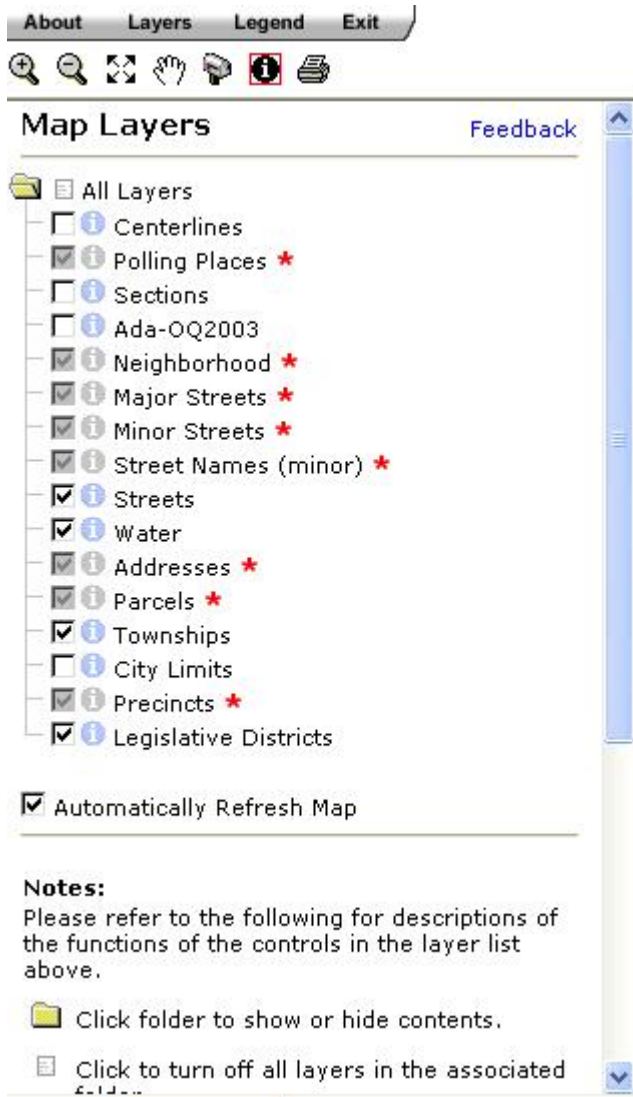 About Layers Legend Exit
Map Layers Feedback
All Layers
Centerlines
Polling Places *
Sections
Ada-OQ2003
Neighborhood *
Major Streets *
Minor Streets *
Street Names (minor) *
Streets
Water
Addresses *
Parcels *
Townships
City Limits
Precincts *
Legislative Districts
Automatically Refresh Map
Notes:
Please refer to the following for descriptions of
the functions of the controls in the layer list
above.
Click folder to show or hide contents.
Click to turn off all layers in the associated